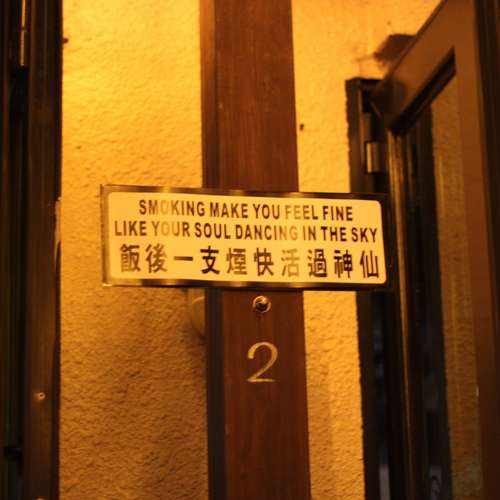 SMOKING MAKE YOU FEEL FINE
LIKE YOUR SOUL DANCING IN THE SKY
飯後一支煙快活過神仙
2